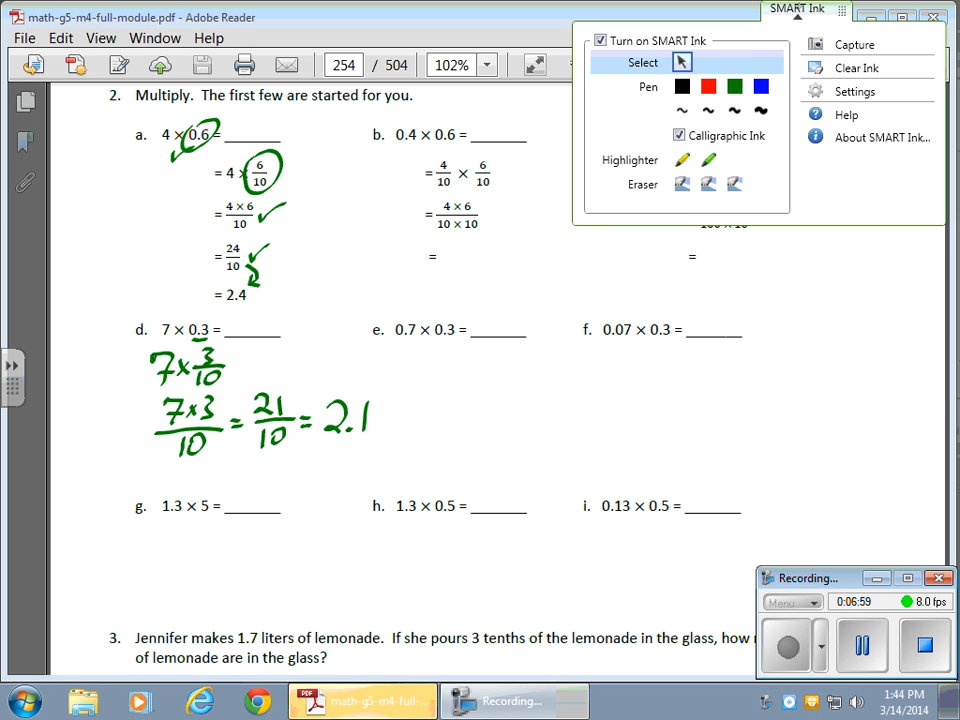 math-g5-m4-full-module.pdf - Adobe Reader
SMART Ink
File Edit View Window Help
254 / 504 102%
Turn on SMART Ink
Select
Pen
Calligraphic Ink
Highlighter
Eraser
Capture
Clear Ink
Settings
Help
About SMART Ink...
2. Multiply. The first few are started for you.
a. 4 × 0.6 = _______
= 4 × 6/10
= 4 × 6/10
= 24/10
= 2.4
b. 0.4 × 0.6 = _______
= 4/10 × 6/10
= 4 × 6/10 × 10
=
=
d. 7 × 0.3 = _______
7 × 3/10
7 × 3/10 = 21/10 = 2.1
e. 0.7 × 0.3 = _______
f. 0.07 × 0.3 = _______
g. 1.3 × 5 = _______
h. 1.3 × 0.5 = _______
i. 0.13 × 0.5 = _______
3. Jennifer makes 1.7 liters of lemonade. If she pours 3 tenths of the lemonade in the glass, how
of lemonade are in the glass?
Recording...
Menu 0:06:59 8.0 fps
math-g5-m4-full-...
Recording...
1:44 PM
3/14/2014